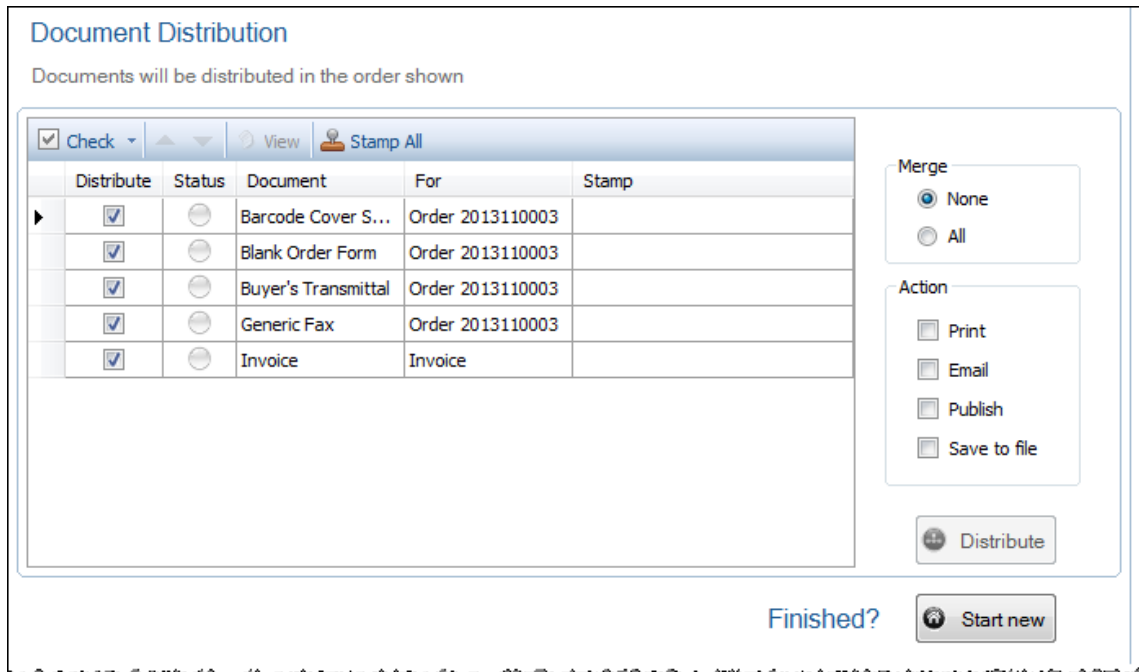 Document Distribution
Documents will be distributed in the order shown
Check View Stamp All
Distribute Status Document For Stamp
Barcode Cover S... Order 2013110003
Blank Order Form Order 2013110003
Buyer's Transmittal Order 2013110003
Generic Fax Order 2013110003
Invoice Invoice
Merge
None
All
Action
Print
Email
Publish
Save to file
Distribute
Finished? Start new